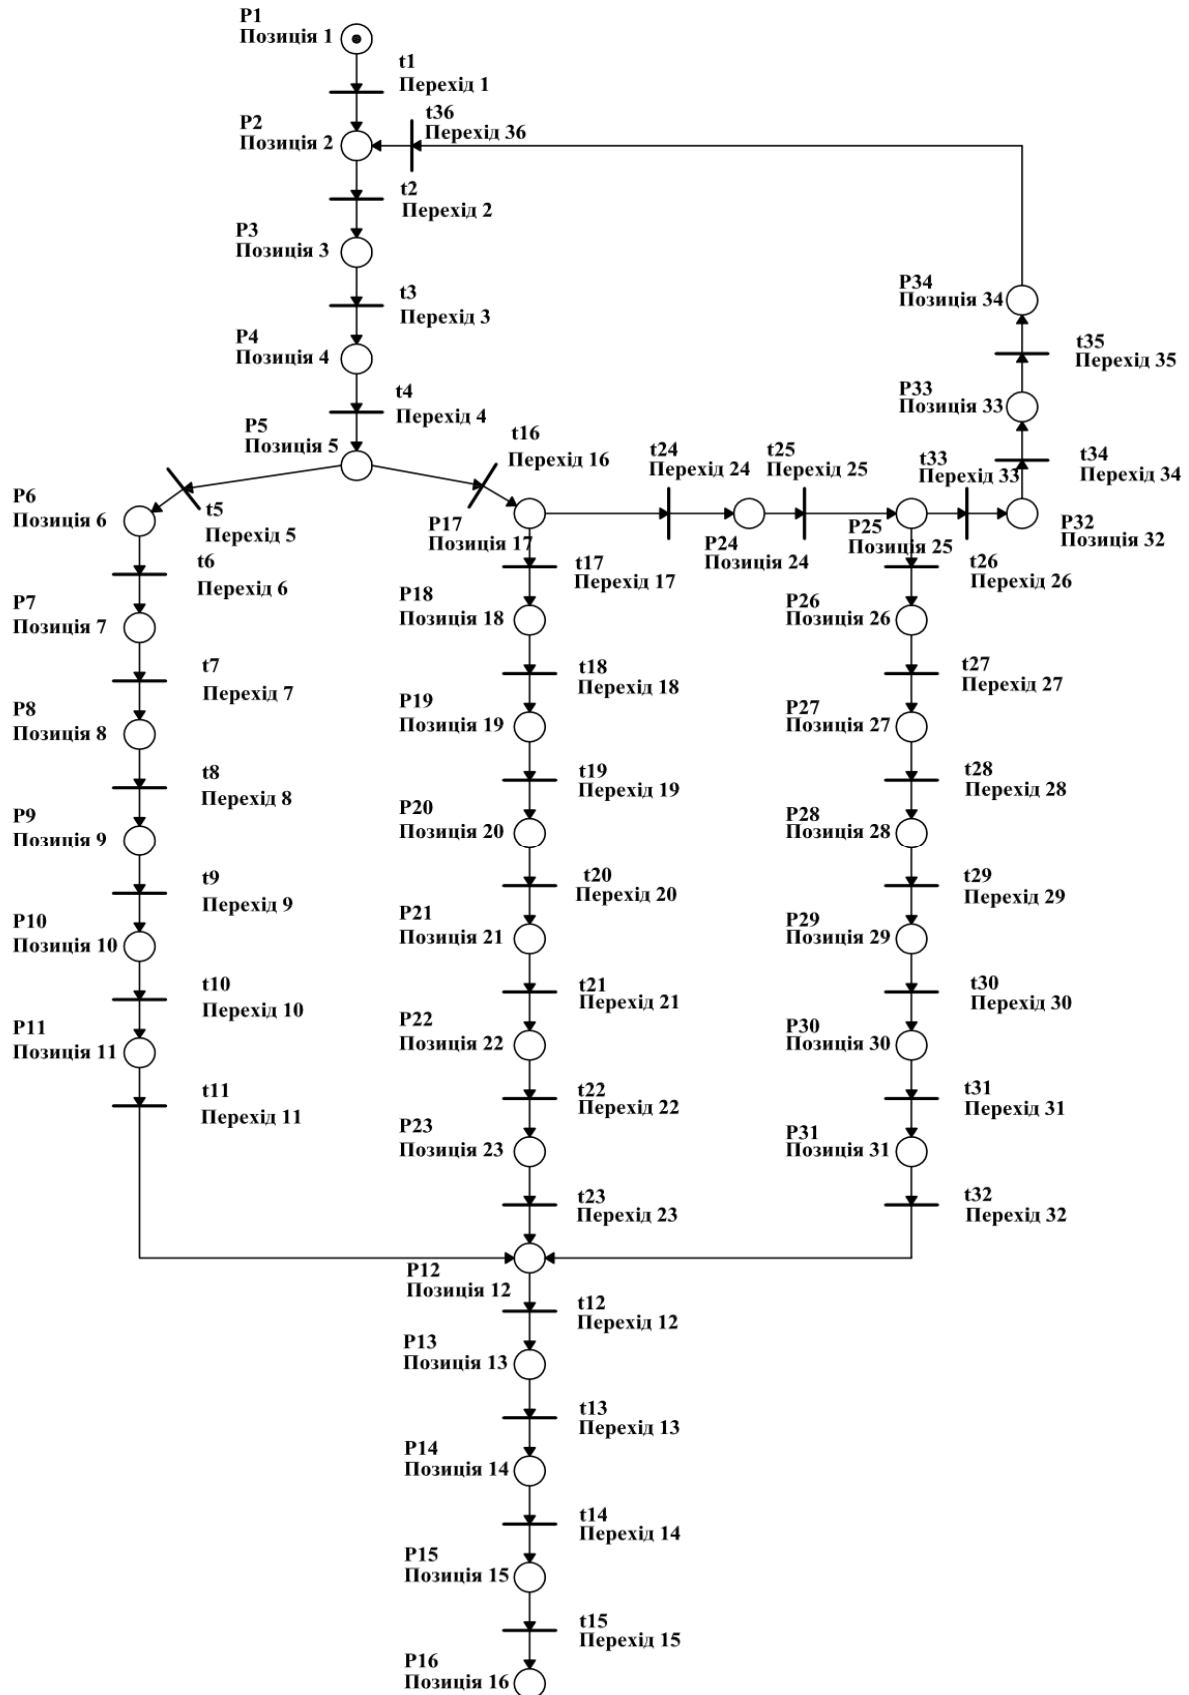 P1
Позиція 1
t1
Перехід 1
t36
Перехід 36
P2
Позиція 2
t2
Перехід 2
P3
Позиція 3
t3
Перехід 3
P34
Позиція 34
P4
Позиція 4
t35
Перехід 35
t4
Перехід 4
P33
Позиція 33
P5
Позиція 5
t16
Перехід 16
t24
Перехід 24
t25
Перехід 25
t33
Перехід 33
t34
Перехід 34
P6
Позиція 6
t5
Перехід 5
P17
Позиція 17
P24
Позиція 24
P25
Позиція 25
P32
Позиція 32
t6
Перехід 6
t17
Перехід 17
t26
Перехід 26
P7
Позиція 7
P18
Позиція 18
P26
Позиція 26
t7
Перехід 7
t18
Перехід 18
t27
Перехід 27
P8
Позиція 8
P19
Позиція 19
P27
Позиція 27
t8
Перехід 8
t19
Перехід 19
t28
Перехід 28
P9
Позиція 9
P20
Позиція 20
P28
Позиція 28
t9
Перехід 9
t20
Перехід 20
t29
Перехід 29
P10
Позиція 10
P21
Позиція 21
P29
Позиція 29
t10
Перехід 10
t21
Перехід 21
t30
Перехід 30
P11
Позиція 11
P22
Позиція 22
P30
Позиція 30
t11
Перехід 11
t22
Перехід 22
t31
Перехід 31
P23
Позиція 23
P31
Позиція 31
t23
Перехід 23
t32
Перехід 32
P12
Позиція 12
t12
Перехід 12
P13
Позиція 13
t13
Перехід 13
P14
Позиція 14
t14
Перехід 14
P15
Позиція 15
t15
Перехід 15
P16
Позиція 16